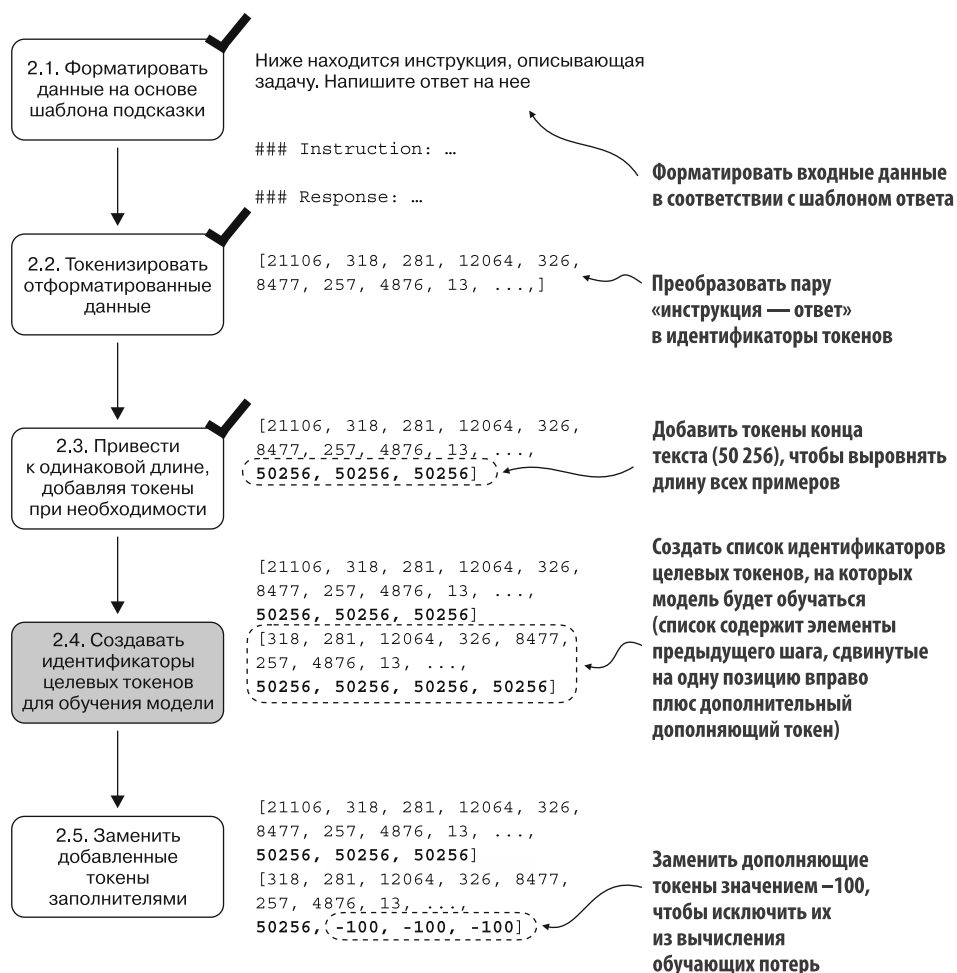 2.1. Форматировать
данные на основе
шаблона подсказки
Ниже находится инструкция, описывающая
задачу. Напишите ответ на нее
### Instruction: …
### Response: …
Форматировать входные данные
в соответствии с шаблоном ответа
2.2. Токенизировать
отформатированные
данные
[21106, 318, 281, 12064, 326,
8477, 257, 4876, 13, ...,]
Преобразовать пару
«инструкция — ответ»
в идентификаторы токенов
2.3. Привести
к одинаковой длине,
добавляя токены
при необходимости
[21106, 318, 281, 12064, 326,
8477, 257, 4876, 13, ...,
50256, 50256, 50256]
Добавить токены конца
текста (50 256), чтобы выровнять
длину всех примеров
2.4. Создавать
идентификаторы
целевых токенов
для обучения модели
[21106, 318, 281, 12064, 326,
8477, 257, 4876, 13, ...,
50256, 50256, 50256]
[318, 281, 12064, 326, 8477,
257, 4876, 13, ...,
50256, 50256, 50256, 50256]
Создать список идентификаторов
целевых токенов, на которых
модель будет обучаться
(список содержит элементы
предыдущего шага, сдвинутые
на одну позицию вправо
плюс дополнительный
дополняющий токен)
2.5. Заменить
добавленные
токены
заполнителями
[21106, 318, 281, 12064, 326,
8477, 257, 4876, 13, ...,
50256, 50256, 50256]
[318, 281, 12064, 326, 8477,
257, 4876, 13, ...,
50256, -100, -100, -100]
Заменить дополняющие
токены значением –100,
чтобы исключить их
из вычисления
обучающих потерь